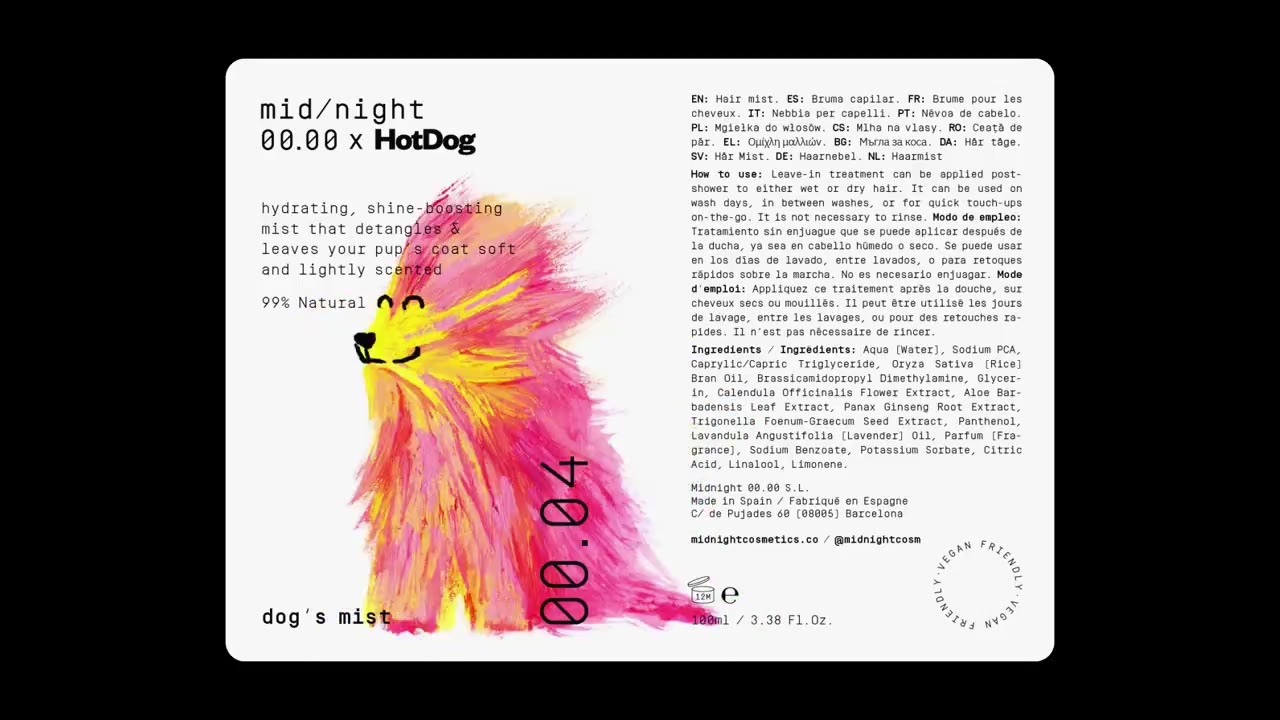 mid/night
00.00 x HotDog
hydrating, shine-boosting
mist that detangles &
leaves your pup's coat soft
and lightly scented
99% Natural
00.04
dog's mist
EN: Hair mist. ES: Bruma capilar. FR: Brume pour les
cheveux. IT: Nebbia per capelli. PT: Névoa de cabelo.
PL: Mgiełka do włosów. CS: Mlha na vlasy. RO: Ceață de
păr. EL: Ομίχλη μαλλιών. BG: Мъгла за коса. DA: Hår tåge.
SV: Hår Mist. DE: Haarnebel. NL: Haarmist
How to use: Leave-in treatment can be applied post-
shower to either wet or dry hair. It can be used on
wash days, in between washes, or for quick touch-ups
on-the-go. It is not necessary to rinse. Modo de empleo:
Tratamiento sin enjuague que se puede aplicar después de
la ducha, ya sea en cabello húmedo o seco. Se puede usar
en los días de lavado, entre lavados, o para retoques
rápidos sobre la marcha. No es necesario enjuagar. Mode
d'emploi: Appliquez ce traitement après la douche, sur
cheveux secs ou mouillés. Il peut être utilisé les jours
de lavage, entre les lavages, ou pour des retouches ra-
pides. Il n'est pas nécessaire de rincer.
Ingredients / Ingrédients: Aqua [Water], Sodium PCA,
Caprylic/Capric Triglyceride, Oryza Sativa [Rice]
Bran Oil, Brassicamidopropyl Dimethylamine, Glycer-
in, Calendula Officinalis Flower Extract, Aloe Bar-
badensis Leaf Extract, Panax Ginseng Root Extract,
Trigonella Foenum-Graecum Seed Extract, Panthenol,
Lavandula Angustifolia [Lavender] Oil, Parfum [Fra-
grance], Sodium Benzoate, Potassium Sorbate, Citric
Acid, Linalool, Limonene.
Midnight 00.00 S.L.
Made in Spain / Fabriqué en Espagne
C/ de Pujades 60 [08005] Barcelona
midnightcosmetics.co / @midnightcosm
12M ℮
100ml / 3.38 Fl.Oz.
VEGAN FRIENDLY · VEGAN FRIENDLY ·